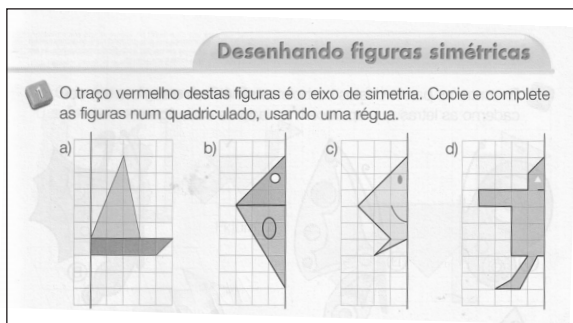 Desenhando figuras simétricas
1 O traço vermelho destas figuras é o eixo de simetria. Copie e complete
as figuras num quadriculado, usando uma régua.
a) b) c) d)